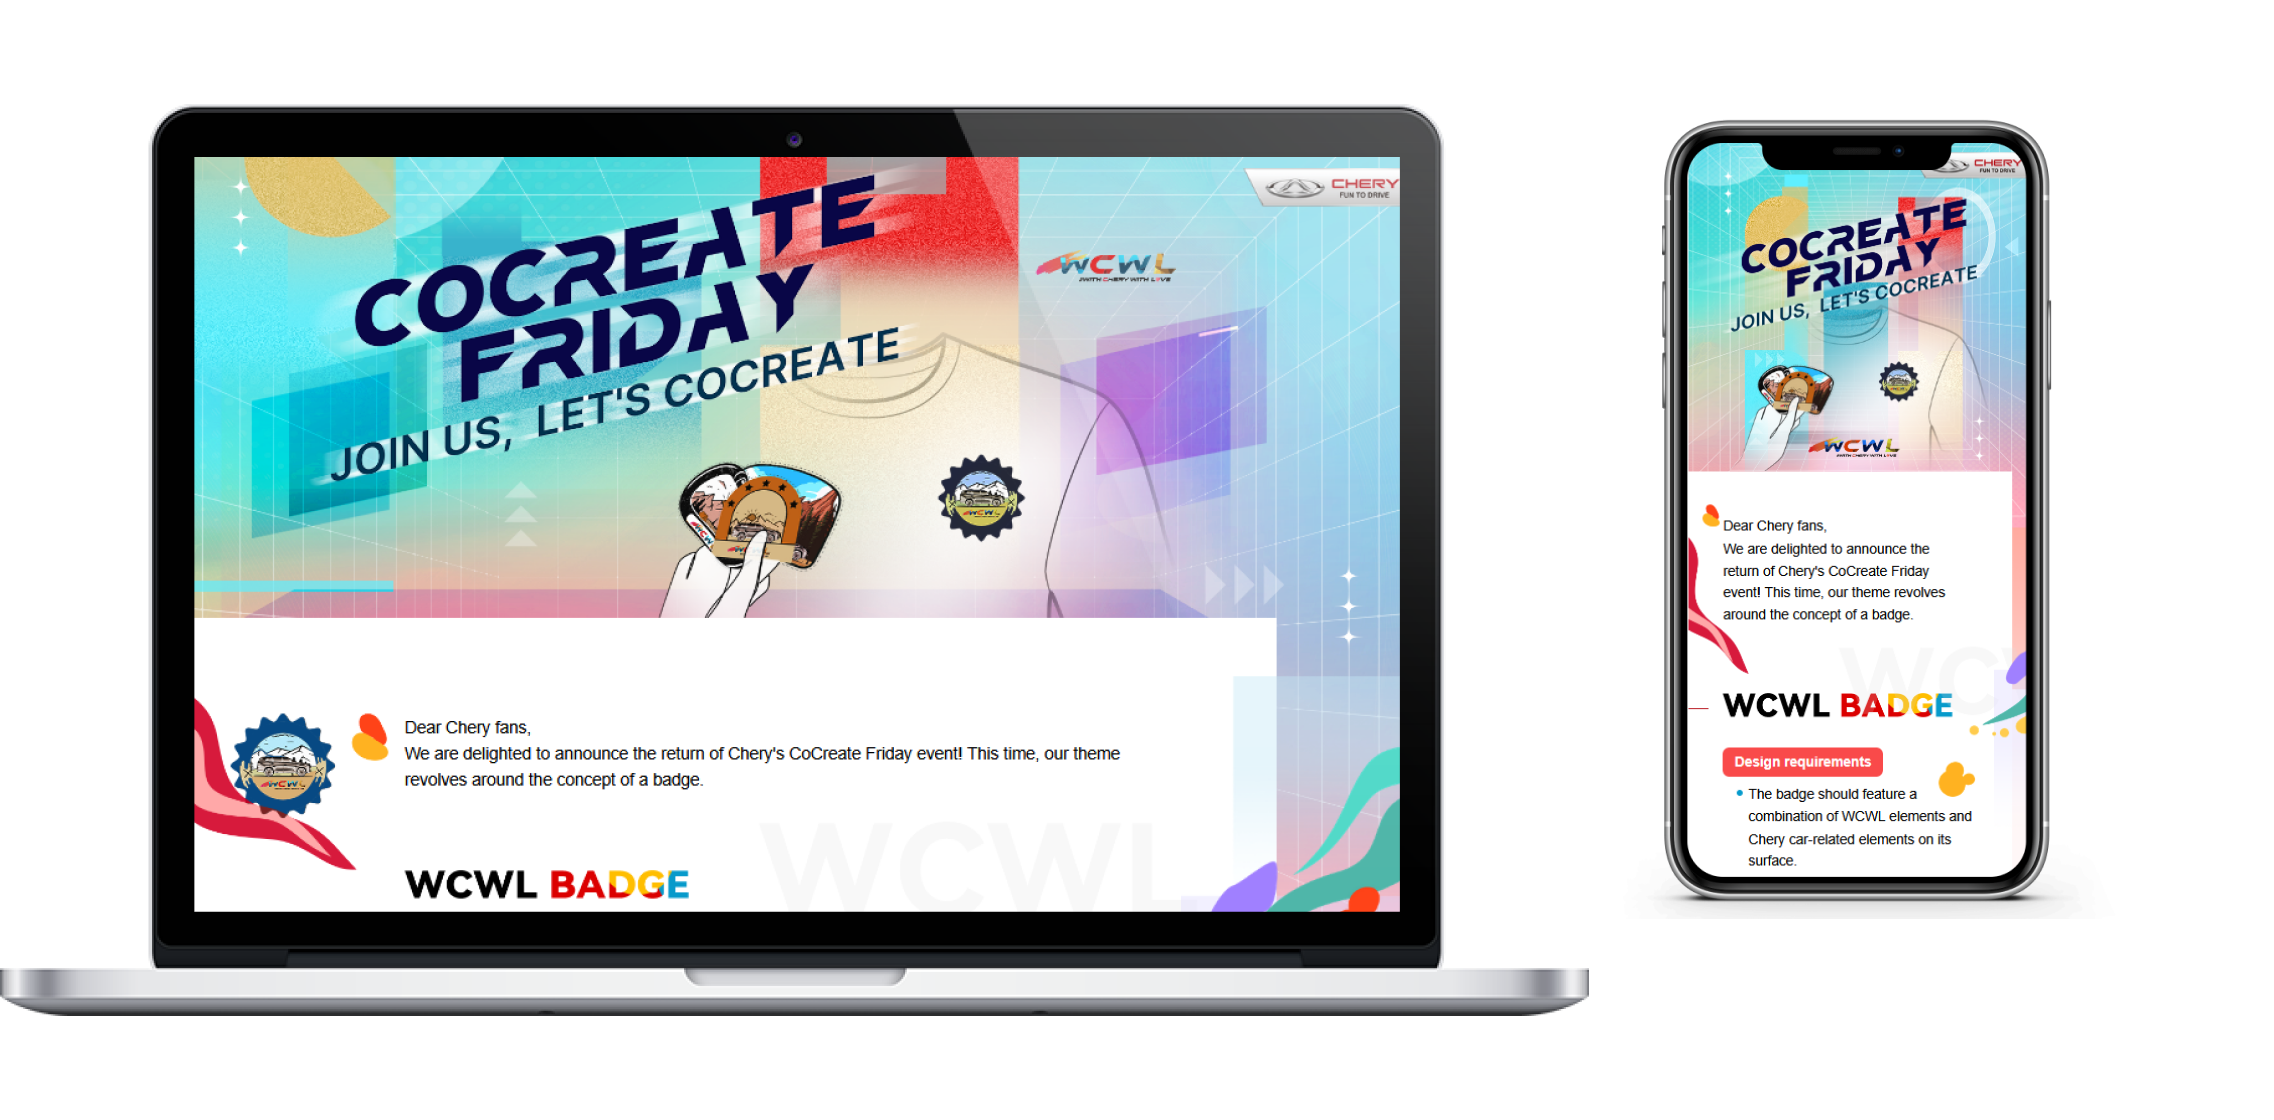 CHERY
FUN TO DRIVE
COCREATE
FRIDAY
JOIN US, LET'S COCREATE
WCWL
WITH CHERY WITH LOVE
WCWL
WCWL
WCWL
Dear Chery fans,
We are delighted to announce the return of Chery's CoCreate Friday event! This time, our theme
revolves around the concept of a badge.
WCWL
WCWL
WCWL BADGE
CHERY
FUN TO DRIVE
COCREATE
FRIDAY
JOIN US, LET'S COCREATE
WCWL
WITH CHERY WITH LOVE
Dear Chery fans,
We are delighted to announce the
return of Chery's CoCreate Friday
event! This time, our theme revolves
around the concept of a badge.
WC
WCWL BADGE
Design requirements
The badge should feature a
combination of WCWL elements and
Chery car-related elements on its
surface.